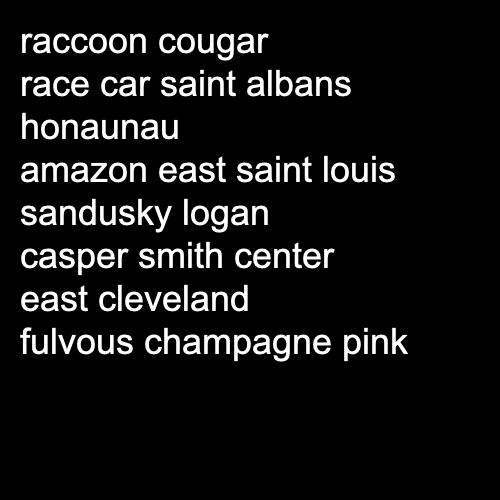 raccoon cougar
race car saint albans
honaunau
amazon east saint louis
sandusky logan
casper smith center
east cleveland
fulvous champagne pink